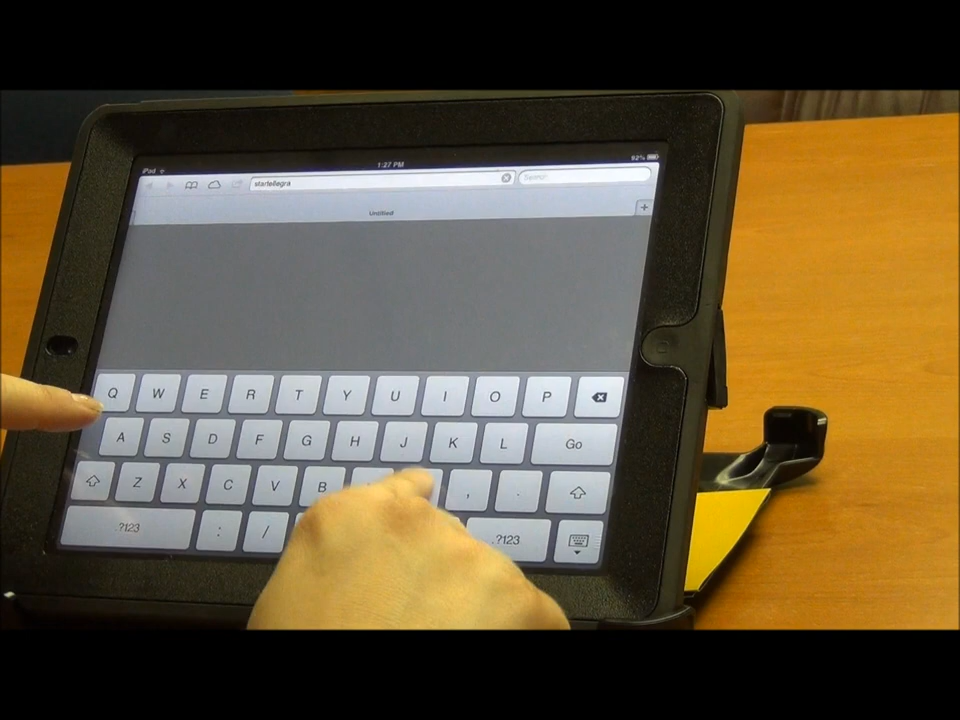 iPad 1:27 PM 92%
startellegra Search
Untitled
Q W E R T Y U I O P
A S D F G H J K L Go
Z X C V B , .
.?123 : / .?123